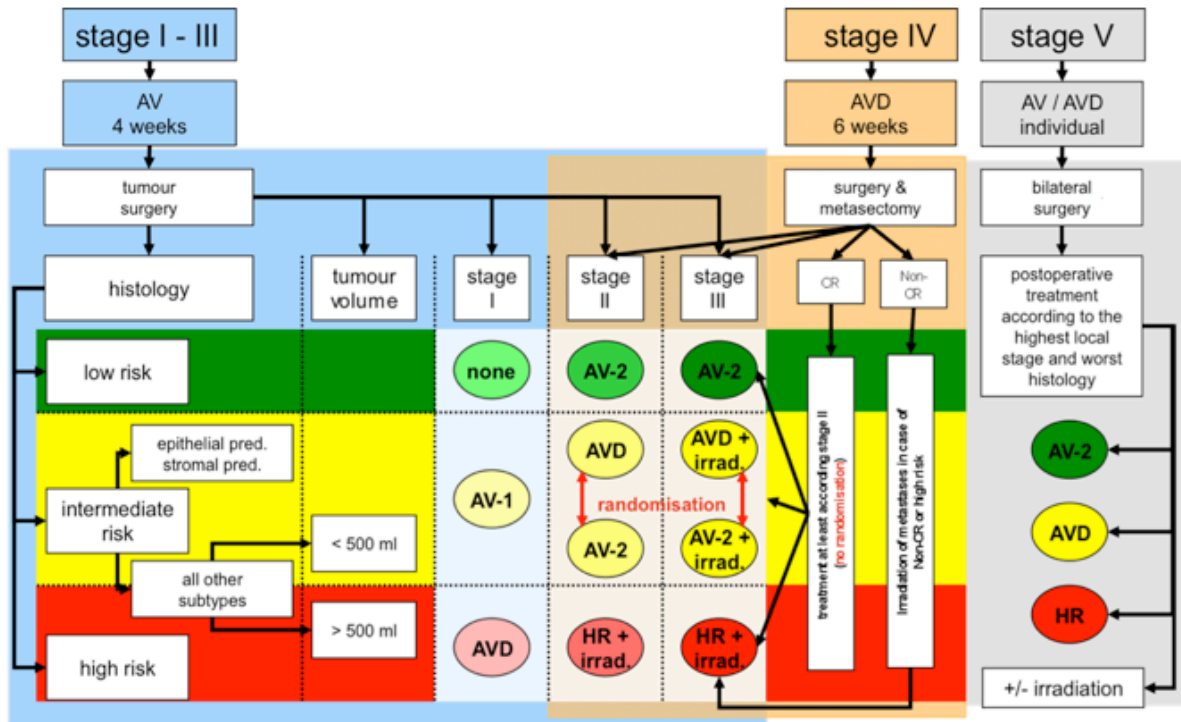 stage I - III
stage IV
stage V
AV
4 weeks
AVD
6 weeks
AV / AVD
individual
tumour
surgery
surgery &
metasectomy
bilateral
surgery
histology
tumour
volume
stage
I
stage
II
stage
III
CR
Non-
CR
postoperative
treatment
according to the
highest local
stage and worst
histology
low risk
none
AV-2
AV-2
epithelial pred.
stromal pred.
intermediate
risk
all other
subtypes
< 500 ml
> 500 ml
AV-1
AVD
AVD +
irrad.
randomisation
AV-2
AV-2 +
irrad.
high risk
AVD
HR +
irrad.
HR +
irrad.
treatment at least according stage II
(no randomisation)
Irradiation of metastases in case of
Non-CR or high risk
AV-2
AVD
HR
+/- irradiation